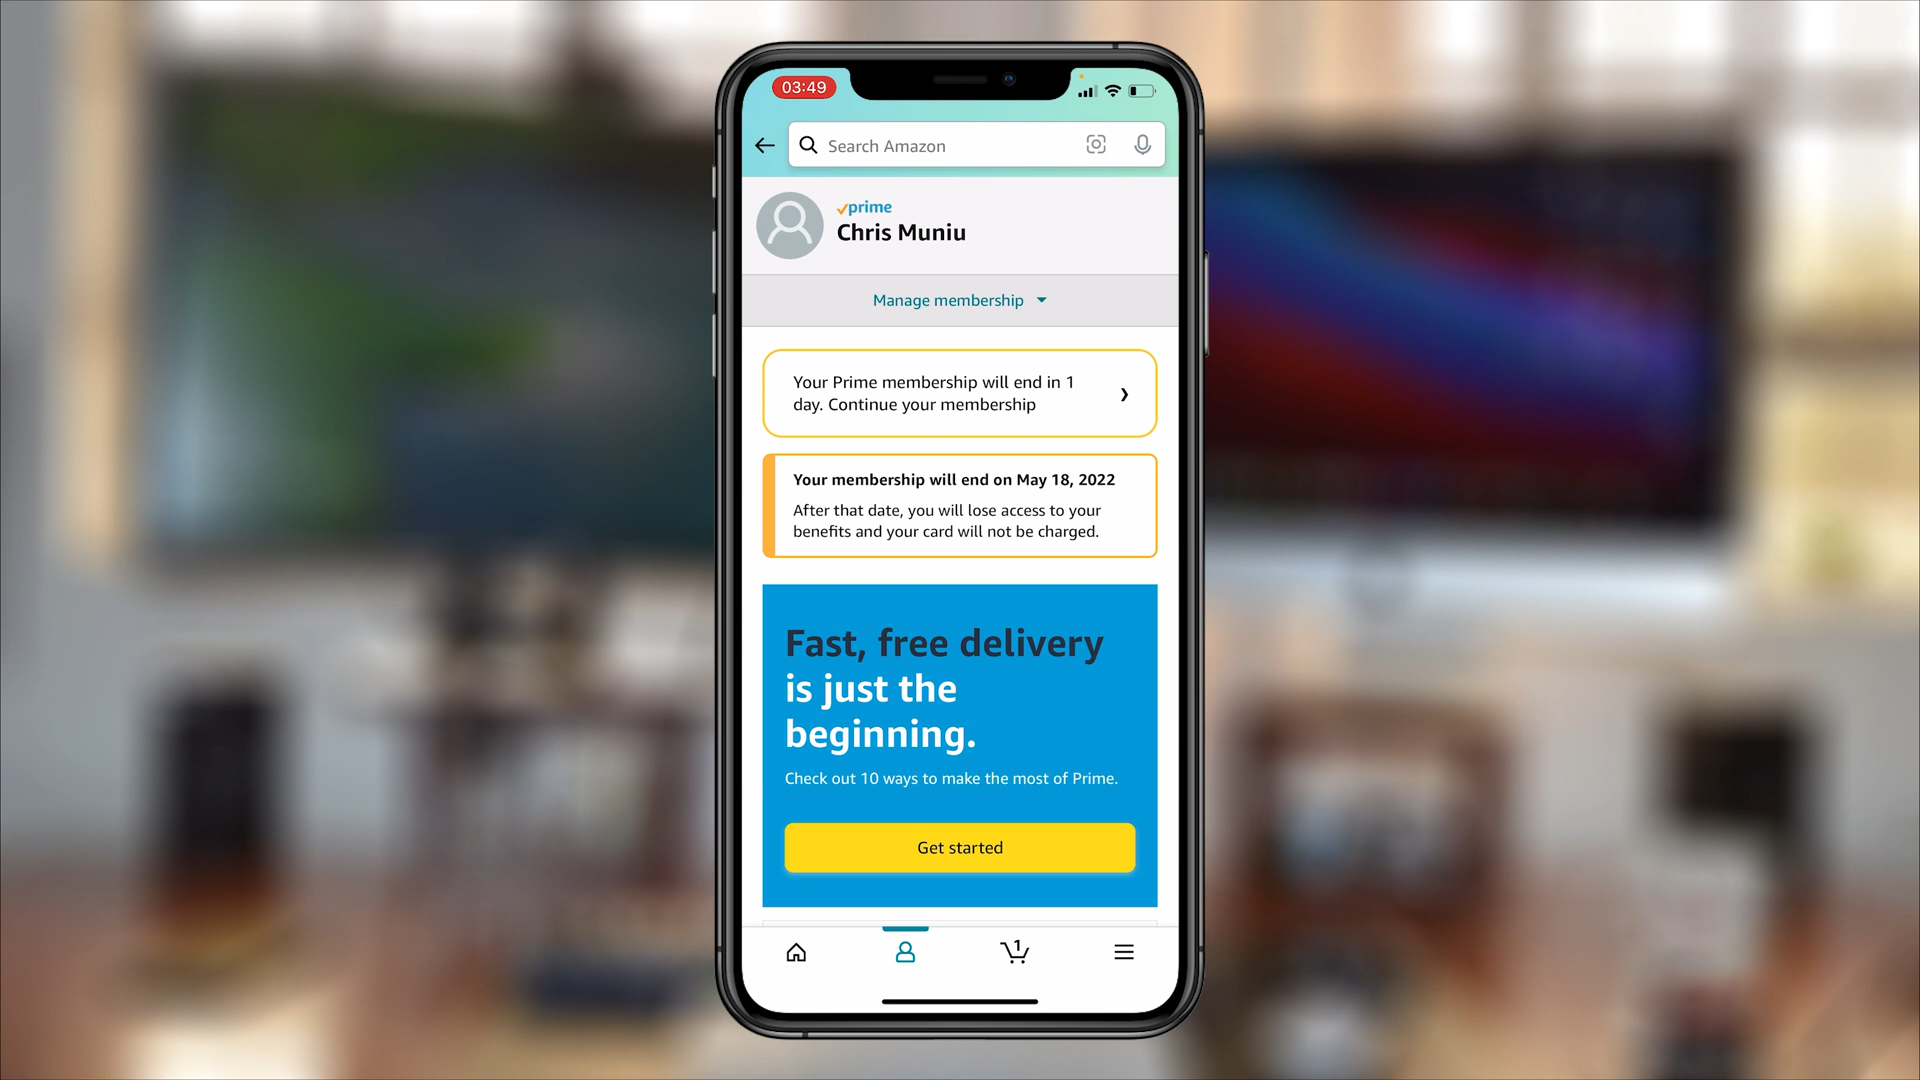 03:49
Search Amazon
prime
Chris Muniu
Manage membership
Your Prime membership will end in 1
day. Continue your membership
Your membership will end on May 18, 2022
After that date, you will lose access to your
benefits and your card will not be charged.
Fast, free delivery
is just the
beginning.
Check out 10 ways to make the most of Prime.
Get started
1